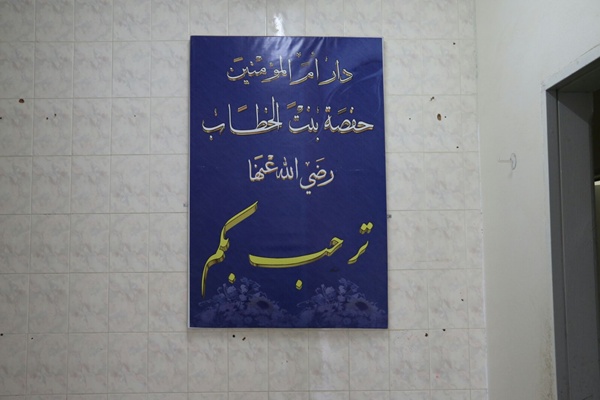 دار أم المؤمنين
حفصة بنت الخطاب
رضي الله عنها
ترحب بكم